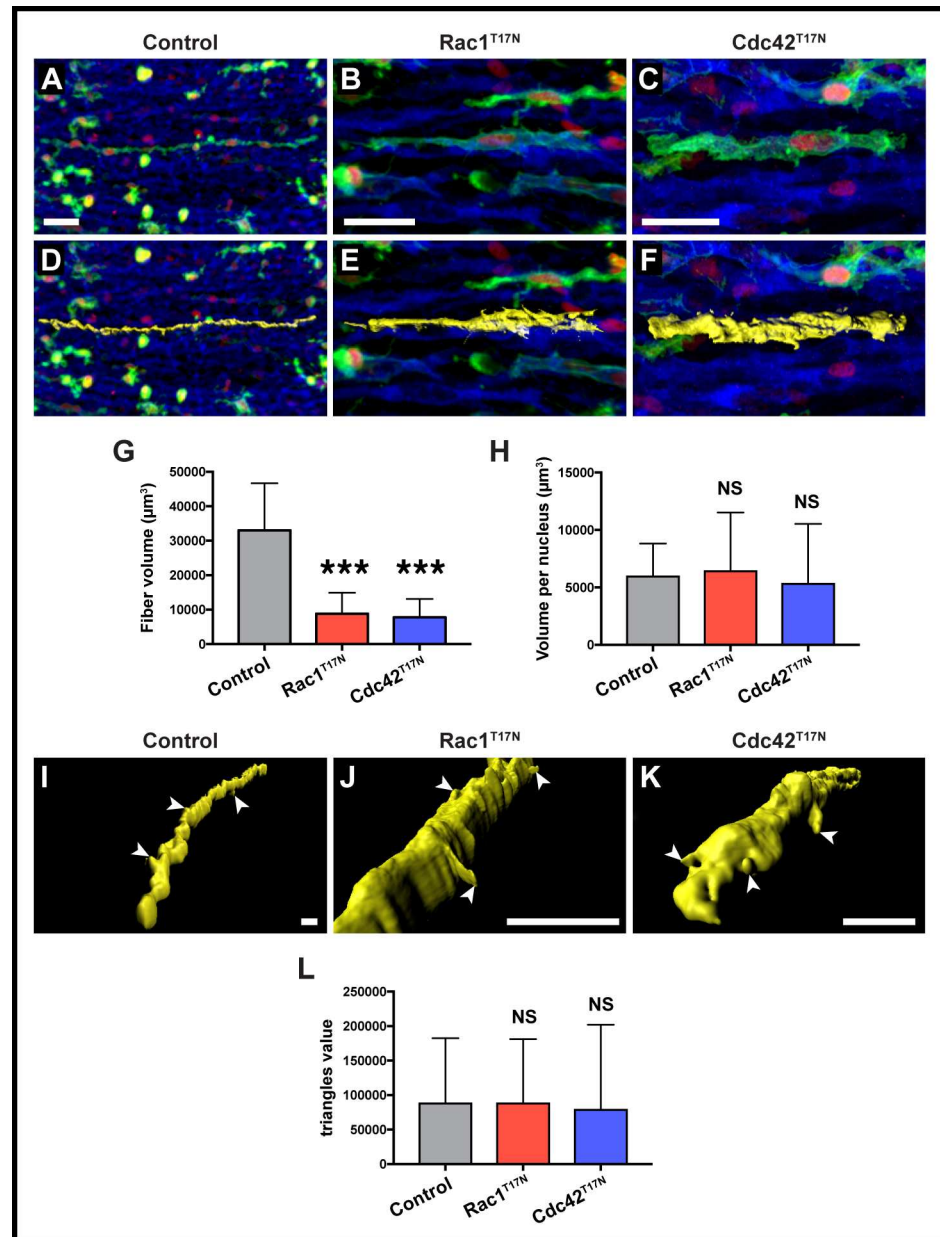 Control Rac1ᵀ¹⁷ᴺ Cdc42ᵀ¹⁷ᴺ
A B C
D E F
G H
Fiber volume (µm³)
50000
40000
30000
20000
10000
0
*** ***
Control Rac1ᵀ¹⁷ᴺ Cdc42ᵀ¹⁷ᴺ
Volume per nucleus (µm³)
15000
10000
5000
0
NS NS
Control Rac1ᵀ¹⁷ᴺ Cdc42ᵀ¹⁷ᴺ
Control Rac1ᵀ¹⁷ᴺ Cdc42ᵀ¹⁷ᴺ
I J K
L
triangles value
250000
200000
150000
100000
50000
0
NS NS
Control Rac1ᵀ¹⁷ᴺ Cdc42ᵀ¹⁷ᴺ